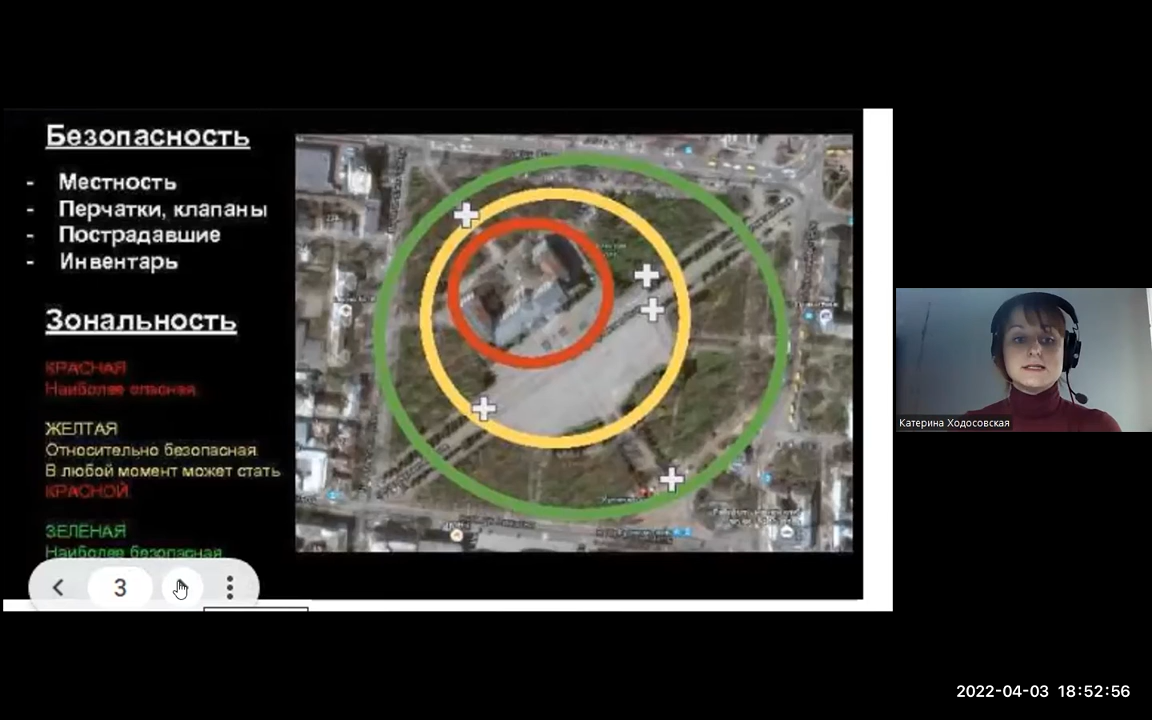 Безопасность
- Местность
- Перчатки, клапаны
- Пострадавшие
- Инвентарь
Зональность
КРАСНАЯ
Наиболее опасная
ЖЕЛТАЯ
Относительно безопасная
В любой момент может стать
КРАСНОЙ
ЗЕЛЕНАЯ
Наиболее безопасная
3
Катерина Ходосовская
2022-04-03 18:52:56